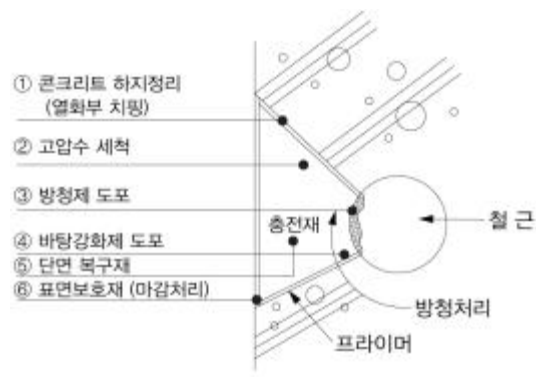 ① 콘크리트 하지정리
(열화부 치핑)
② 고압수 세척
③ 방청제 도포
충전재
철 근
④ 바탕강화제 도포
⑤ 단면 복구재
⑥ 표면보호재 (마감처리)
방청처리
프라이머